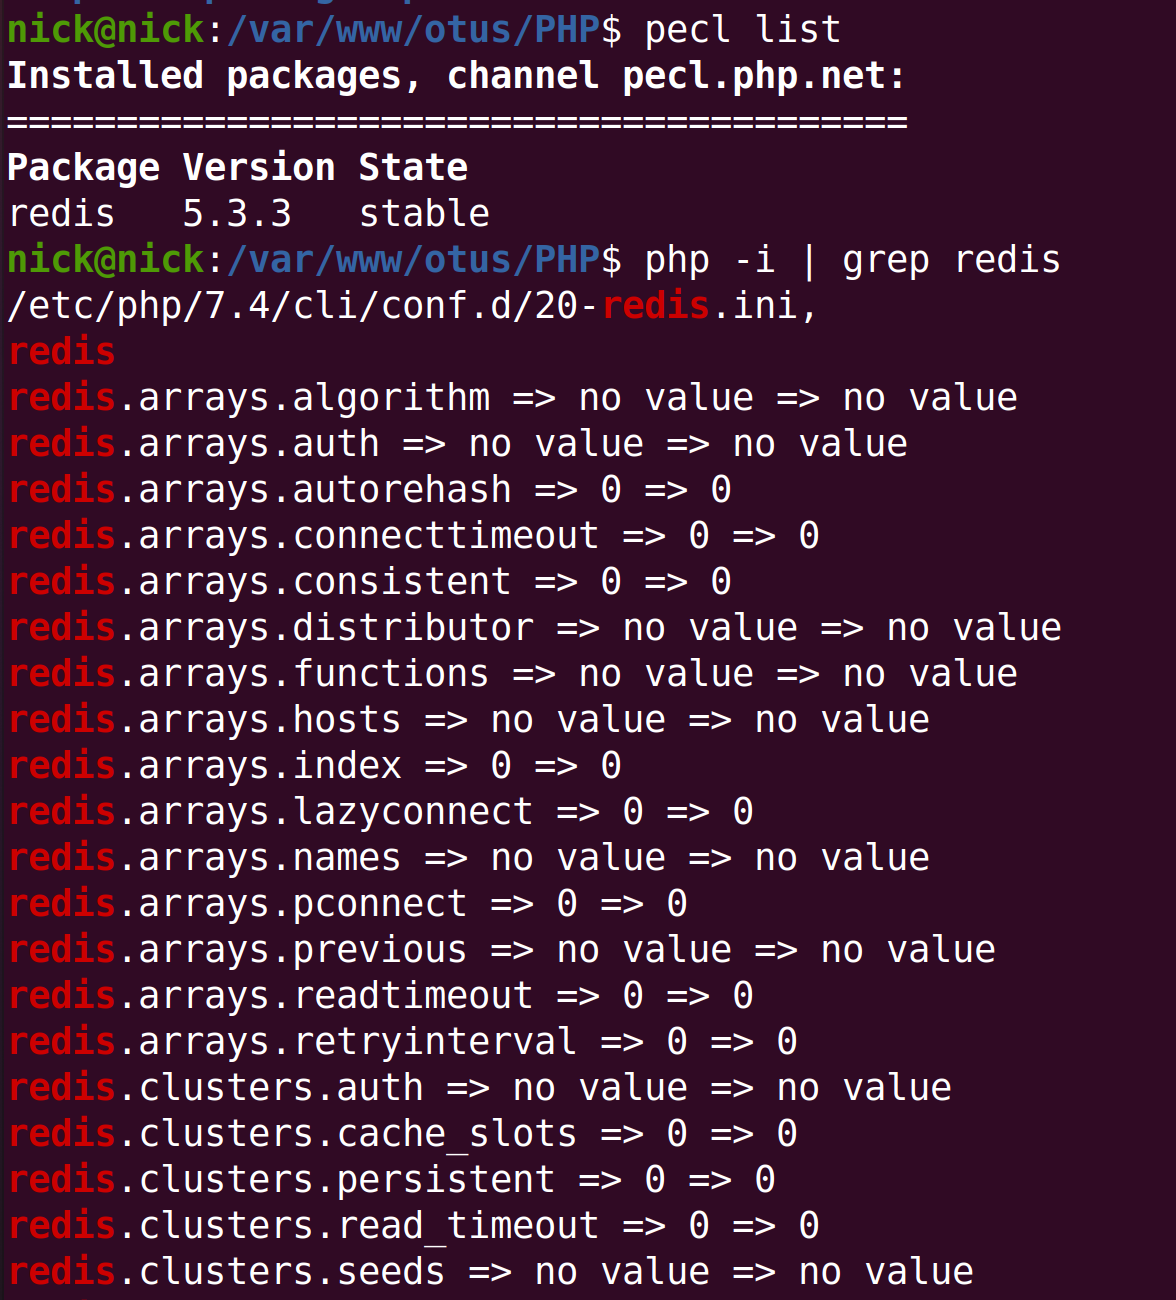 nick@nick:/var/www/otus/PHP$ pecl list
Installed packages, channel pecl.php.net:
=========================================
Package Version State
redis   5.3.3   stable
nick@nick:/var/www/otus/PHP$ php -i | grep redis
/etc/php/7.4/cli/conf.d/20-redis.ini,
redis
redis.arrays.algorithm => no value => no value
redis.arrays.auth => no value => no value
redis.arrays.autorehash => 0 => 0
redis.arrays.connecttimeout => 0 => 0
redis.arrays.consistent => 0 => 0
redis.arrays.distributor => no value => no value
redis.arrays.functions => no value => no value
redis.arrays.hosts => no value => no value
redis.arrays.index => 0 => 0
redis.arrays.lazyconnect => 0 => 0
redis.arrays.names => no value => no value
redis.arrays.pconnect => 0 => 0
redis.arrays.previous => no value => no value
redis.arrays.readtimeout => 0 => 0
redis.arrays.retryinterval => 0 => 0
redis.clusters.auth => no value => no value
redis.clusters.cache_slots => 0 => 0
redis.clusters.persistent => 0 => 0
redis.clusters.read_timeout => 0 => 0
redis.clusters.seeds => no value => no value